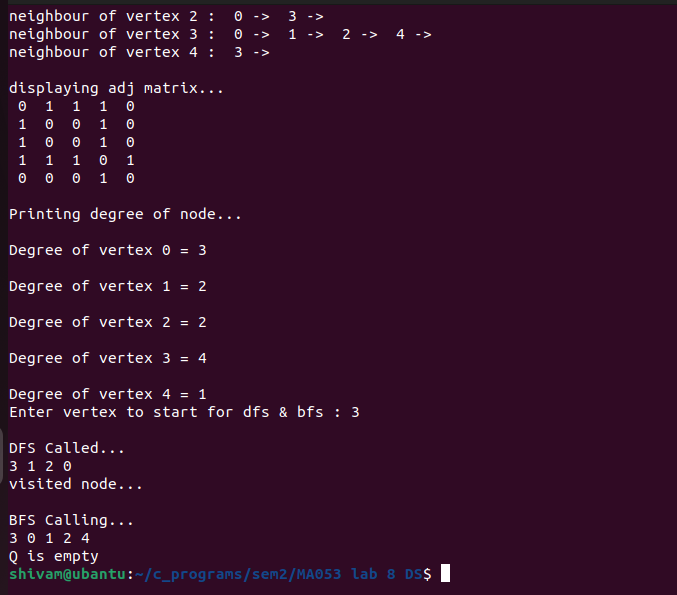 neighbour of vertex 2 :  0 ->  3 ->
neighbour of vertex 3 :  0 ->  1 ->  2 ->  4 ->
neighbour of vertex 4 :  3 ->
displaying adj matrix...
0  1  1  1  0
1  0  0  1  0
1  0  0  1  0
1  1  1  0  1
0  0  0  1  0
Printing degree of node...
Degree of vertex 0 = 3
Degree of vertex 1 = 2
Degree of vertex 2 = 2
Degree of vertex 3 = 4
Degree of vertex 4 = 1
Enter vertex to start for dfs & bfs : 3
DFS Called...
3 1 2 0
visited node...
BFS Calling...
3 0 1 2 4
Q is empty
shivam@ubantu:~/c_programs/sem2/MA053 lab 8 DS$